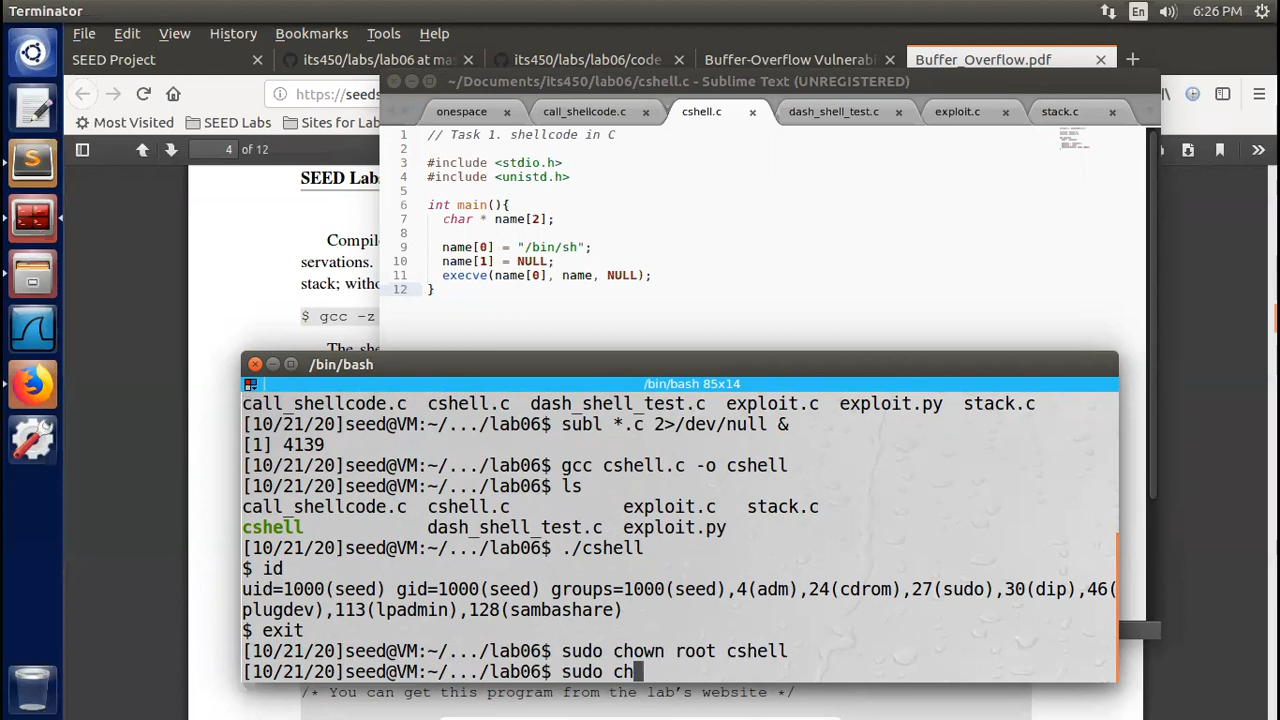 Terminator
En
6:26 PM
File Edit View History Bookmarks Tools Help
SEED Project
its450/labs/lab06 at mas
its450/labs/lab06/code
Buffer-Overflow Vulnerabi
Buffer_Overflow.pdf
~/Documents/its450/lab06/cshell.c - Sublime Text (UNREGISTERED)
https://seeds
Most Visited
SEED Labs
Sites for Lab
onespace
call_shellcode.c
cshell.c
dash_shell_test.c
exploit.c
stack.c
4 of 12
SEED Labs
Compile
servations.
stack; witho
$ gcc -z
The she
1 // Task 1. shellcode in C
2
3 #include <stdio.h>
4 #include <unistd.h>
5
6 int main(){
7 char * name[2];
8
9 name[0] = "/bin/sh";
10 name[1] = NULL;
11 execve(name[0], name, NULL);
12 }
/bin/bash
/bin/bash 85x14
call_shellcode.c cshell.c dash_shell_test.c exploit.c exploit.py stack.c
[10/21/20]seed@VM:~/.../lab06$ subl *.c 2>/dev/null &
[1] 4139
[10/21/20]seed@VM:~/.../lab06$ gcc cshell.c -o cshell
[10/21/20]seed@VM:~/.../lab06$ ls
call_shellcode.c cshell.c exploit.c stack.c
cshell dash_shell_test.c exploit.py
[10/21/20]seed@VM:~/.../lab06$ ./cshell
$ id
uid=1000(seed) gid=1000(seed) groups=1000(seed),4(adm),24(cdrom),27(sudo),30(dip),46(
plugdev),113(lpadmin),128(sambashare)
$ exit
[10/21/20]seed@VM:~/.../lab06$ sudo chown root cshell
[10/21/20]seed@VM:~/.../lab06$ sudo ch
/* You can get this program from the lab’s website */